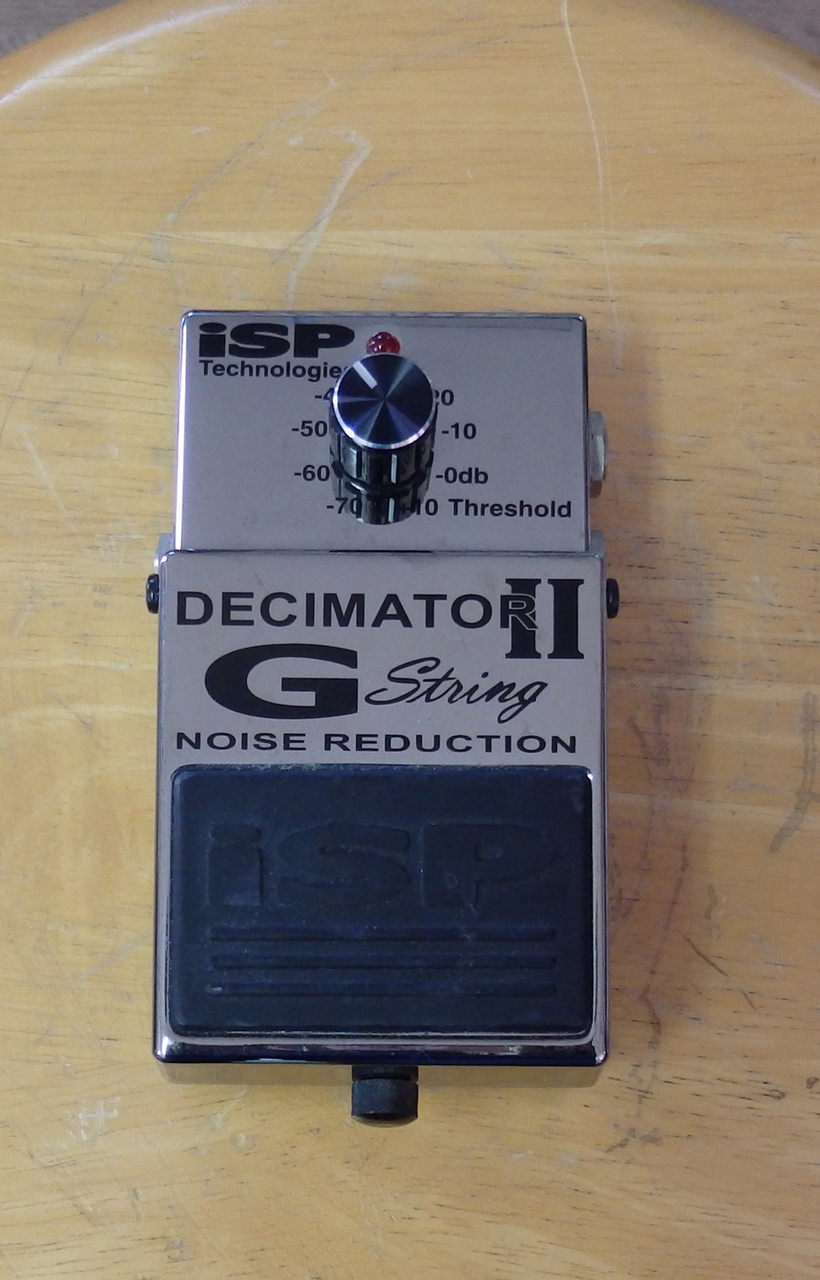 iSP
Technologies
-50 -10
-60 -0db
-70 Threshold
DECIMATOR II
G String
NOISE REDUCTION
iSP